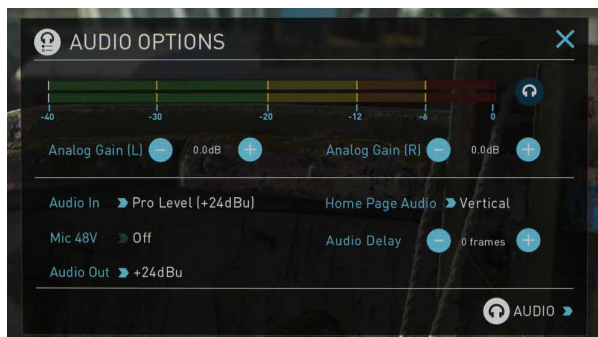 AUDIO OPTIONS
-40 -30 -20 -12 -6 0
Analog Gain (L) − 0.0dB + Analog Gain (R) − 0.0dB +
Audio In Pro Level (+24dBu) Home Page Audio Vertical
Mic 48V Off Audio Delay − 0 frames +
Audio Out +24dBu
AUDIO